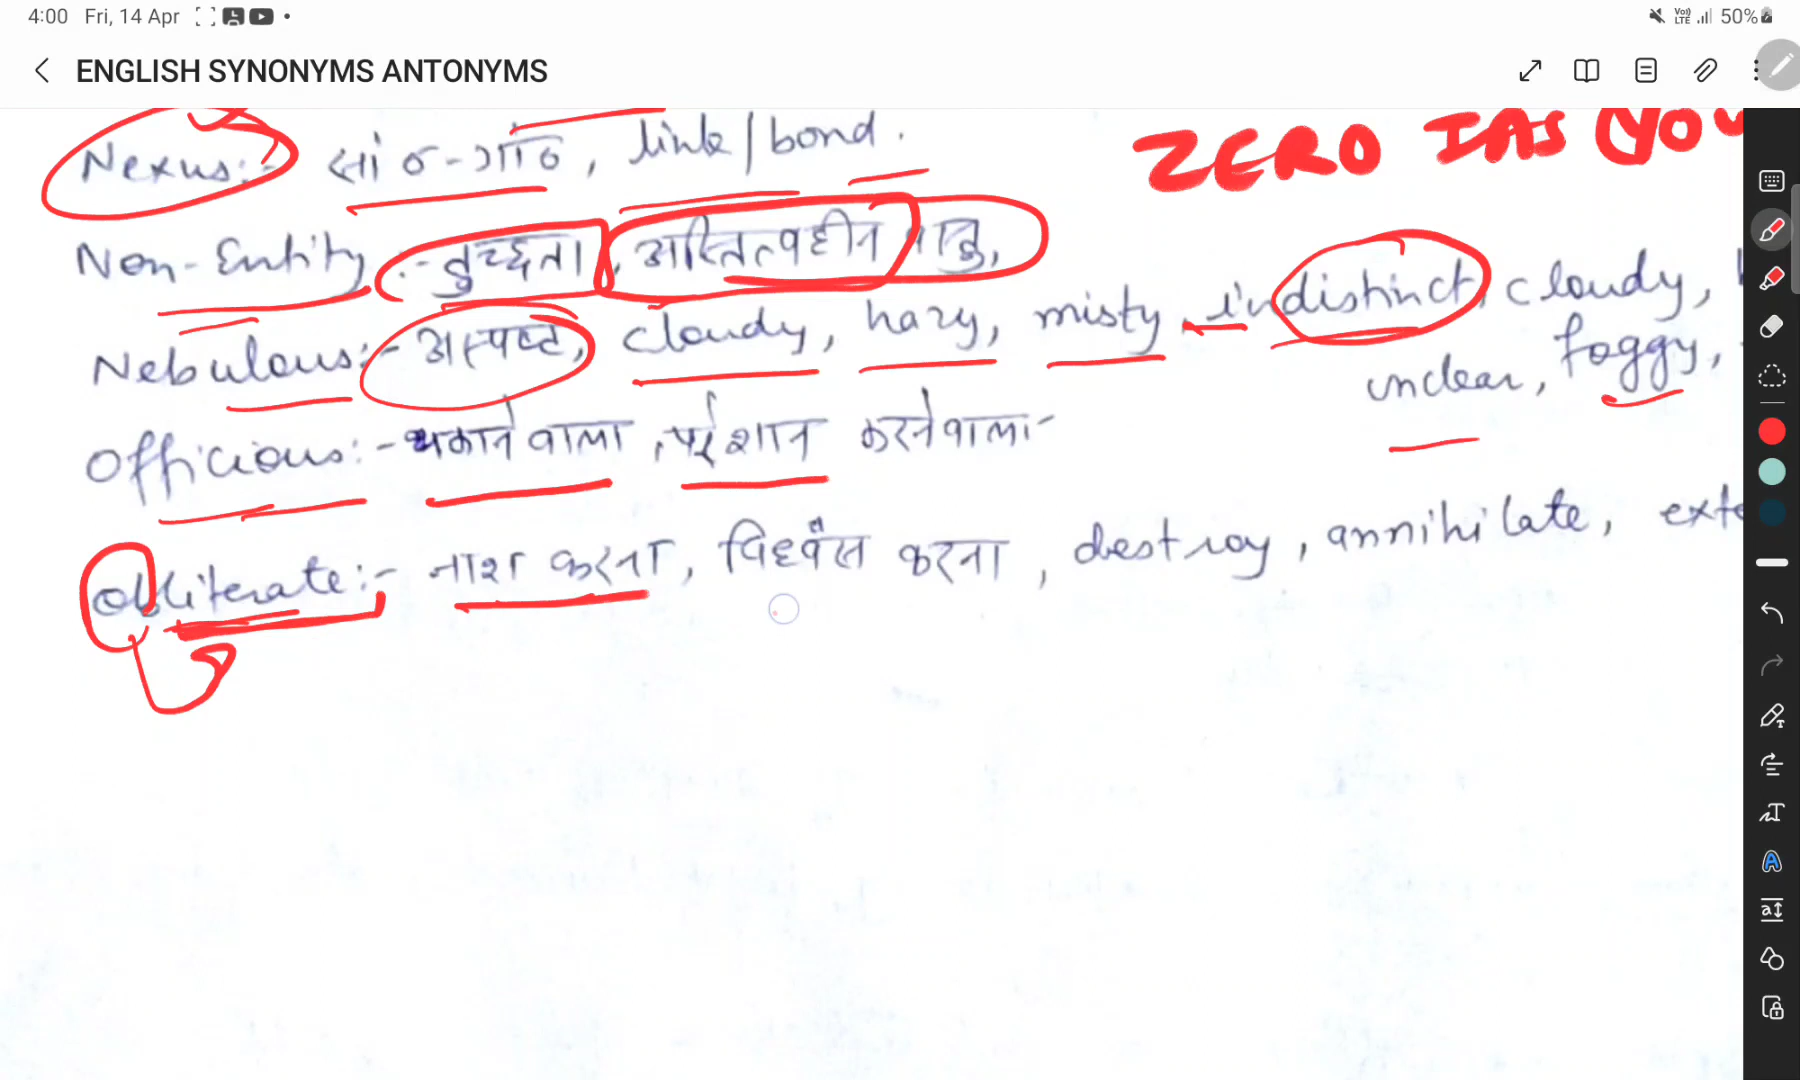 4:00 Fri, 14 Apr 50%
ENGLISH SYNONYMS ANTONYMS
ZERO IAS (YOU
Nexus:- सांठ-गांठ, link/bond.
Non-Entity:- तुच्छता, अस्तित्वहीन
Nebulous:- अस्पष्ट, cloudy, hazy, misty, indistinct, cloudy,
unclear, foggy,
Officious:- थकाने वाला, परेशान करनेवाला
Obliterate:- नाश करना, विध्वंस करना, destroy, annihilate, exte